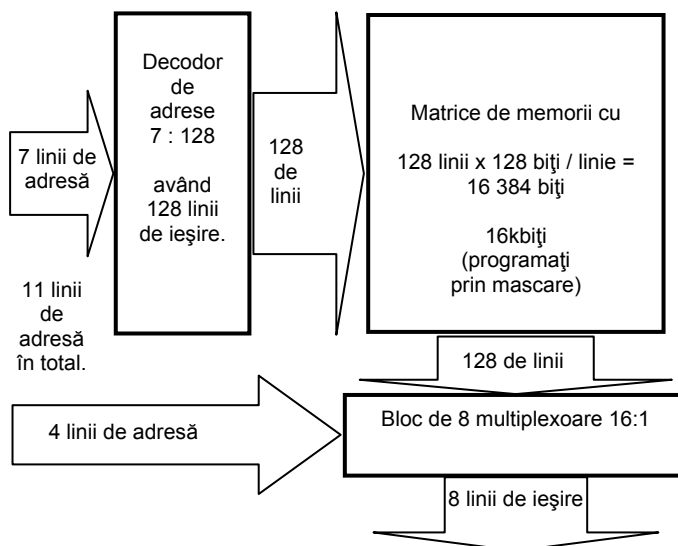 Decodor
de
adrese
7 : 128
având
128 linii
de ieşire.
7 linii de
adresă
128
de
linii
Matrice de memorii cu
128 linii x 128 biţi / linie =
16 384 biţi
16kbiţi
(programaţi
prin mascare)
11 linii
de
adresă
în total.
128 de linii
4 linii de adresă
Bloc de 8 multiplexoare 16:1
8 linii de ieşire